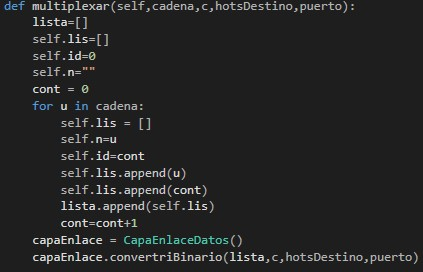 def multiplexar(self,cadena,c,hotsDestino,puerto):
    lista=[]
    self.lis=[]
    self.id=0
    self.n=""
    cont = 0
    for u in cadena:
        self.lis = []
        self.n=u
        self.id=cont
        self.lis.append(u)
        self.lis.append(cont)
        lista.append(self.lis)
        cont=cont+1
    capaEnlace = CapaEnlaceDatos()
    capaEnlace.convertriBinario(lista,c,hotsDestino,puerto)